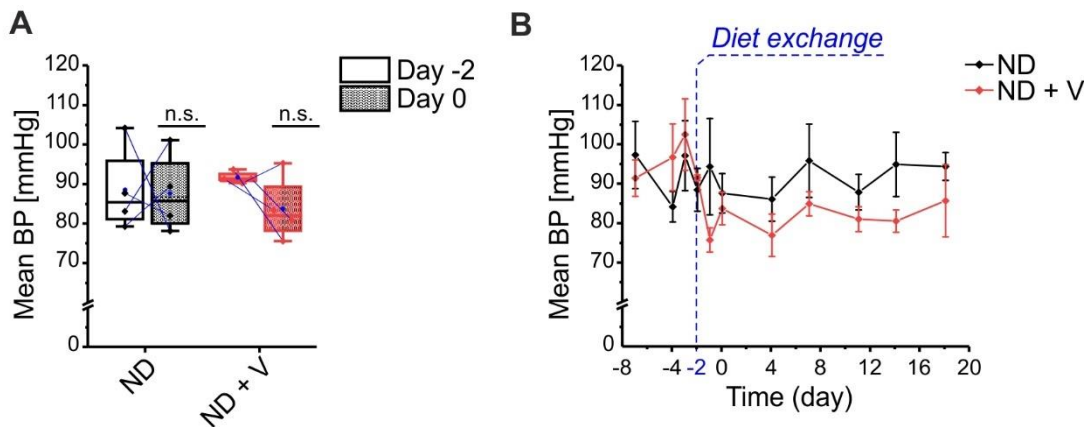 A
Mean BP [mmHg]
120
110
100
90
80
70
0
n.s.
n.s.
Day -2
Day 0
ND
ND + V
B
Diet exchange
Mean BP [mmHg]
120
110
100
90
80
70
0
ND
ND + V
-8
-4
-2
0
4
8
12
16
20
Time (day)